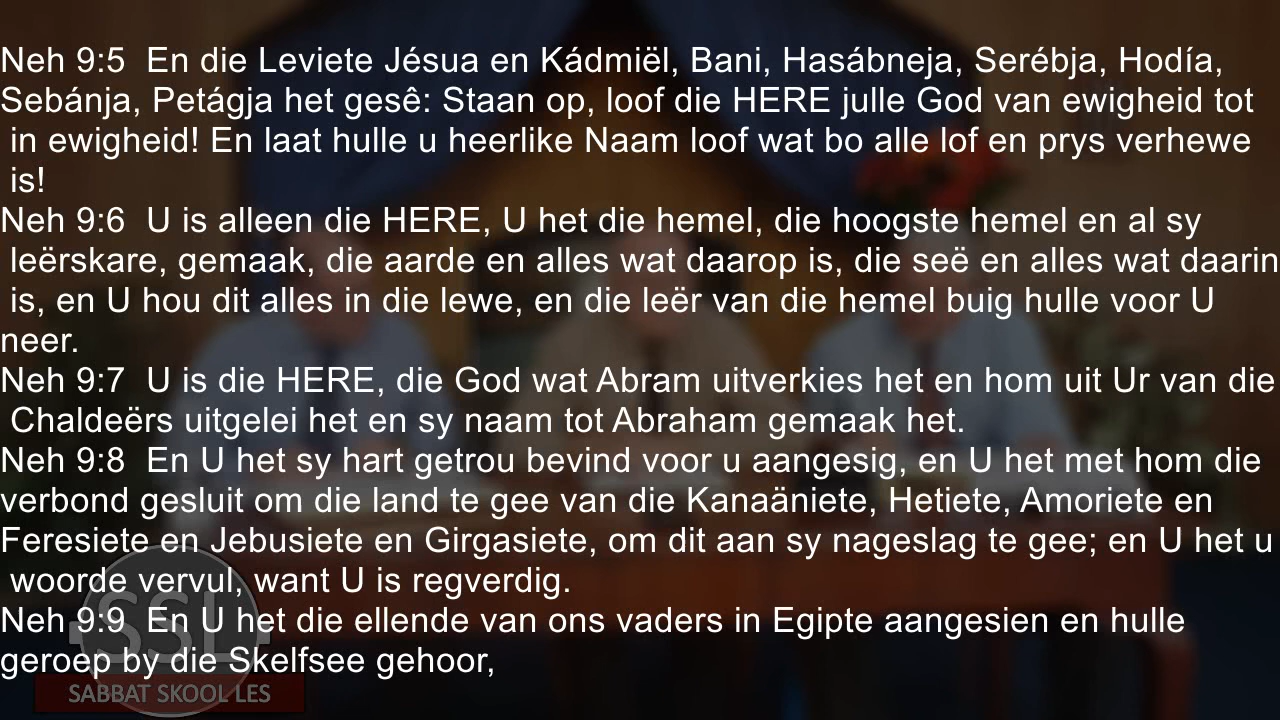 Neh 9:5  En die Leviete Jésua en Kádmiël, Bani, Hasábneja, Serébja, Hodía,
Sebánja, Petágja het gesê: Staan op, loof die HERE julle God van ewigheid tot
in ewigheid! En laat hulle u heerlike Naam loof wat bo alle lof en prys verhewe
is!
Neh 9:6  U is alleen die HERE, U het die hemel, die hoogste hemel en al sy
leërskare, gemaak, die aarde en alles wat daarop is, die seë en alles wat daarin
is, en U hou dit alles in die lewe, en die leër van die hemel buig hulle voor U
neer.
Neh 9:7  U is die HERE, die God wat Abram uitverkies het en hom uit Ur van die
Chaldeërs uitgelei het en sy naam tot Abraham gemaak het.
Neh 9:8  En U het sy hart getrou bevind voor u aangesig, en U het met hom die
verbond gesluit om die land te gee van die Kanaäniete, Hetiete, Amoriete en
Feresiete en Jebusiete en Girgasiete, om dit aan sy nageslag te gee; en U het u
woorde vervul, want U is regverdig.
Neh 9:9  En U het die ellende van ons vaders in Egipte aangesien en hulle
geroep by die Skelfsee gehoor,
SSL
SABBAT SKOOL LES